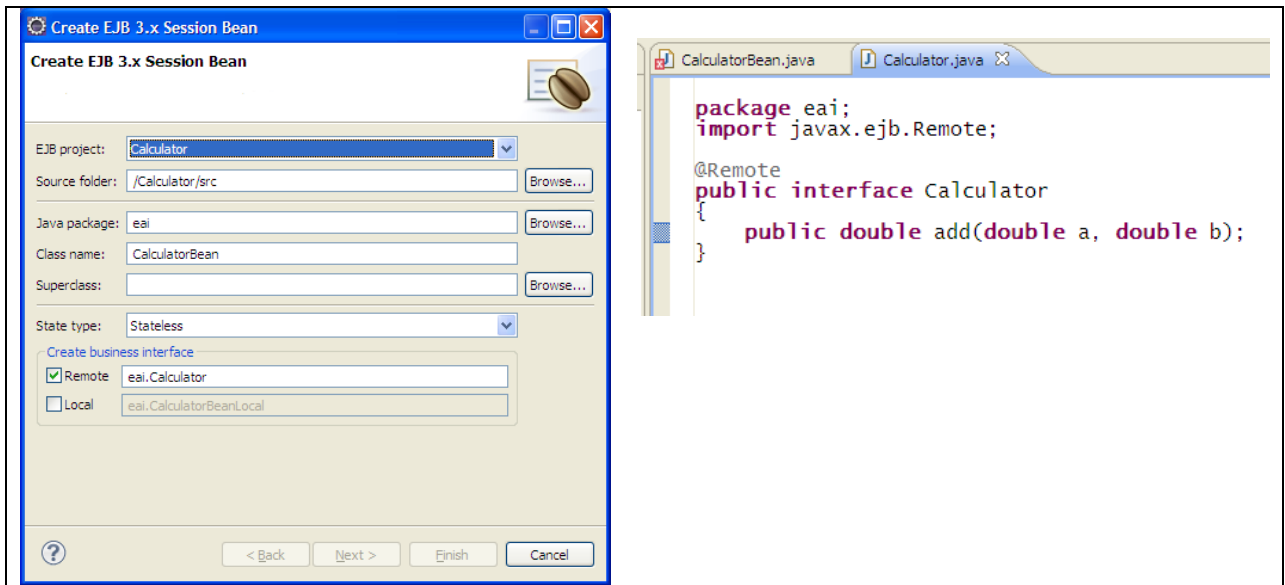 Create EJB 3.x Session Bean
Create EJB 3.x Session Bean
EJB project: Calculator
Source folder: /Calculator/src Browse...
Java package: eai Browse...
Class name: CalculatorBean
Superclass: Browse...
State type: Stateless
Create business interface
Remote eai.Calculator
Local eai.CalculatorBeanLocal
? < Back Next > Finish Cancel
CalculatorBean.java Calculator.java
package eai;
import javax.ejb.Remote;
@Remote
public interface Calculator
{
public double add(double a, double b);
}